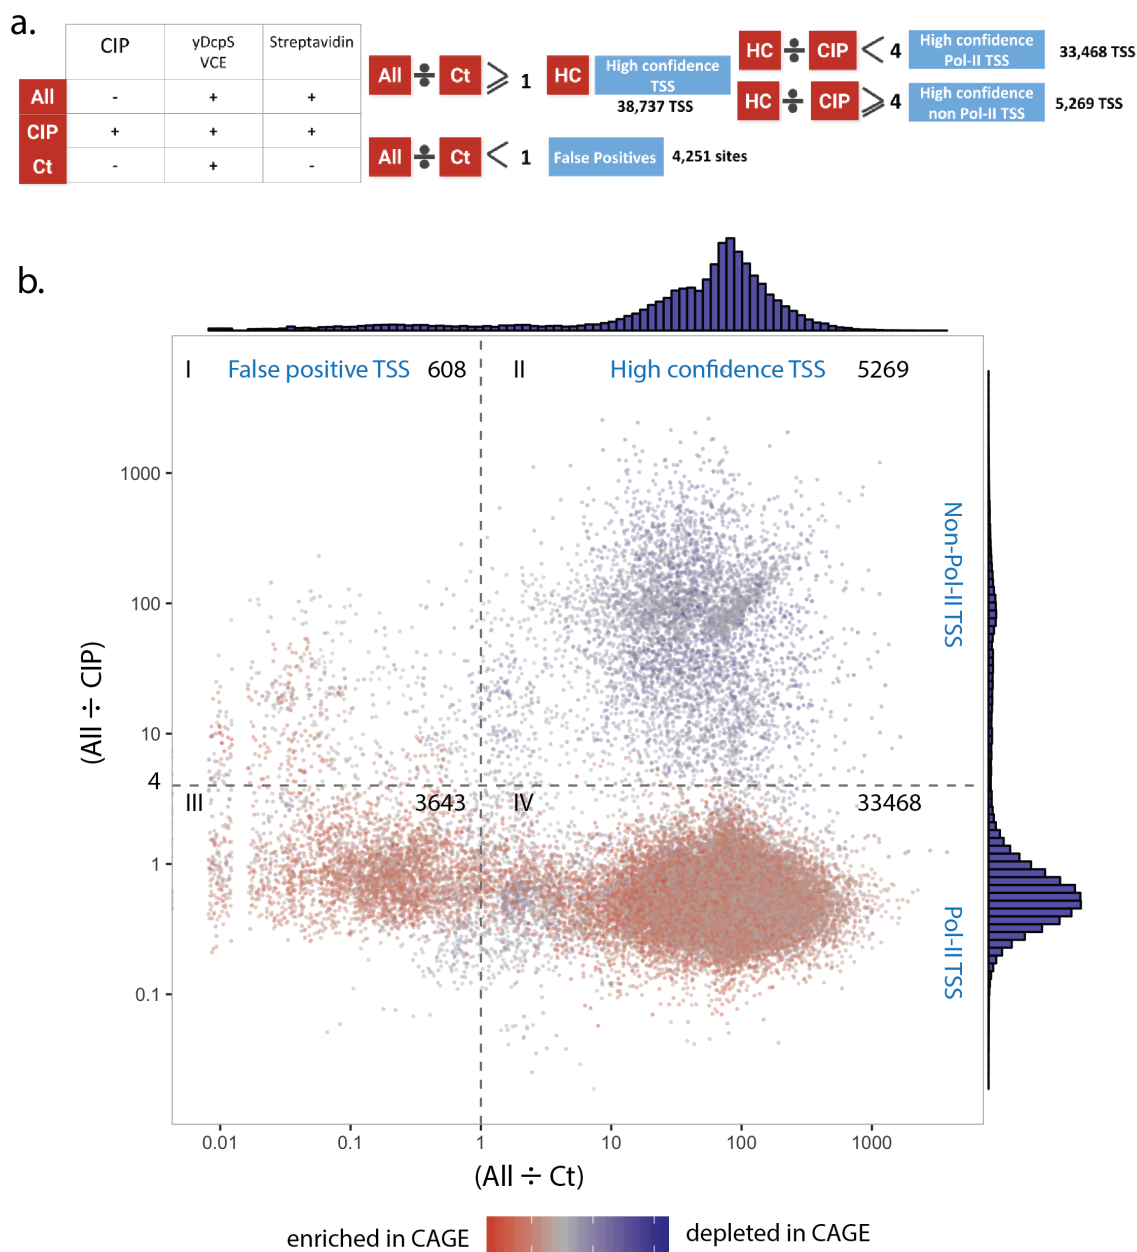 a.
CIP
yDcpS
VCE
Streptavidin
All - + +
CIP + + +
Ct - + -
All ÷ Ct ⩾ 1 HC High confidence
TSS
38,737 TSS
All ÷ Ct < 1 False Positives 4,251 sites
HC ÷ CIP < 4 High confidence
Pol-II TSS
33,468 TSS
HC ÷ CIP ⩾ 4 High confidence
non Pol-II TSS
5,269 TSS
b.
I False positive TSS 608 II High confidence TSS 5269
1000
100
10
4
1
0.1
(All ÷ CIP)
Non-Pol-II TSS
III 3643 IV 33468
Pol-II TSS
0.01 0.1 1 10 100 1000
(All ÷ Ct)
enriched in CAGE depleted in CAGE